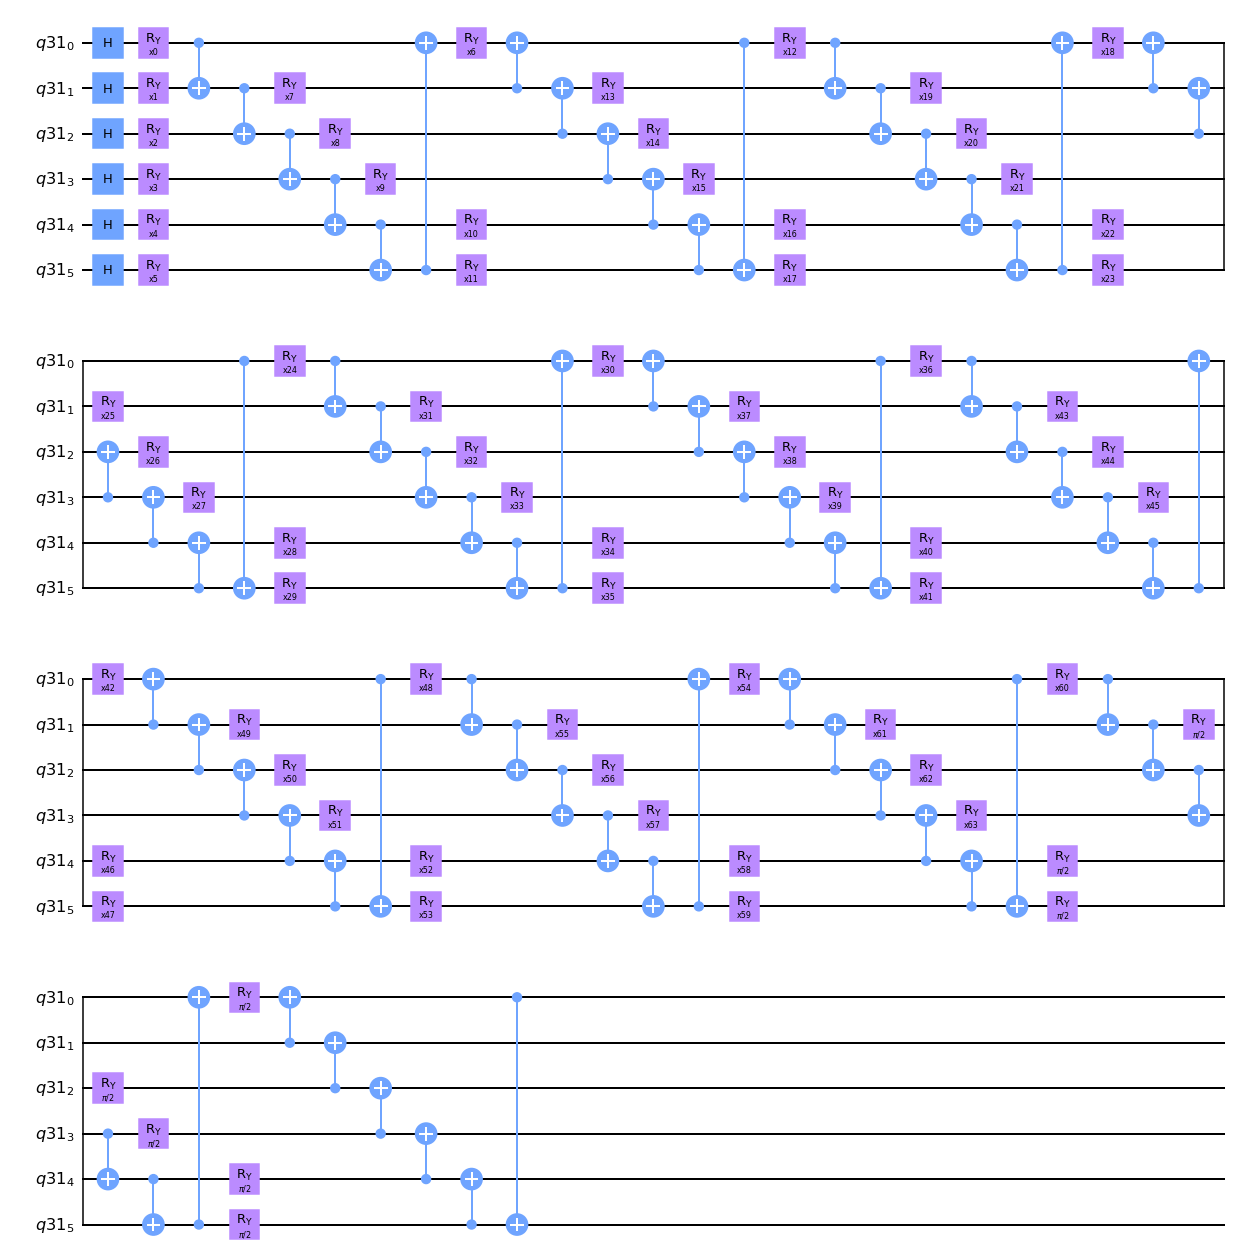 q31₀ H R_Y R_Y R_Y R_Y
x0 x6 x12 x18
q31₁ H R_Y R_Y R_Y R_Y
x1 x7 x13 x19
q31₂ H R_Y R_Y R_Y R_Y
x2 x8 x14 x20
q31₃ H R_Y R_Y R_Y R_Y
x3 x9 x15 x21
q31₄ H R_Y R_Y R_Y R_Y
x4 x10 x16 x22
q31₅ H R_Y R_Y R_Y R_Y
x5 x11 x17 x23
q31₀ R_Y R_Y R_Y
x24 x30 x36
q31₁ R_Y R_Y R_Y R_Y
x25 x31 x37 x43
q31₂ R_Y R_Y R_Y R_Y
x26 x32 x38 x44
q31₃ R_Y R_Y R_Y R_Y
x27 x33 x39 x45
q31₄ R_Y R_Y R_Y
x28 x34 x40
q31₅ R_Y R_Y R_Y
x29 x35 x41
q31₀ R_Y R_Y R_Y R_Y
x42 x48 x54 x60
q31₁ R_Y R_Y R_Y R_Y
x49 x55 x61 π/2
q31₂ R_Y R_Y R_Y
x50 x56 x62
q31₃ R_Y R_Y R_Y
x51 x57 x63
q31₄ R_Y R_Y R_Y R_Y
x46 x52 x58 π/2
q31₅ R_Y R_Y R_Y R_Y
x47 x53 x59 π/2
q31₀ R_Y
π/2
q31₁
q31₂ R_Y
π/2
q31₃ R_Y
π/2
q31₄ R_Y
π/2
q31₅ R_Y
π/2